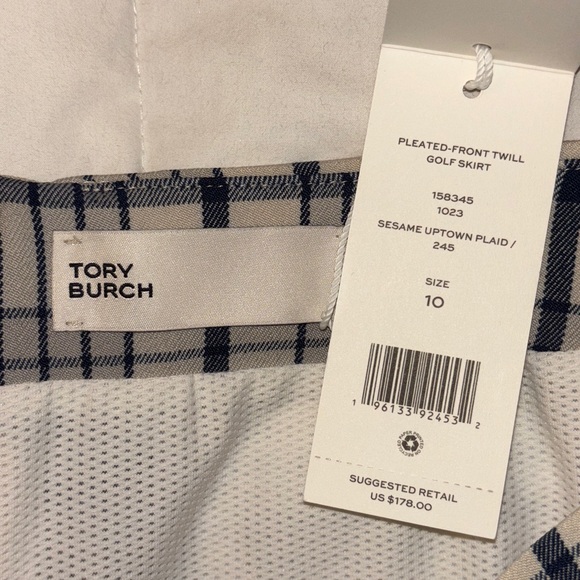 TORY
BURCH
PLEATED-FRONT TWILL
GOLF SKIRT
158345
1023
SESAME UPTOWN PLAID /
245
SIZE
10
1 96133 92453 2
SUGGESTED RETAIL
US $178.00